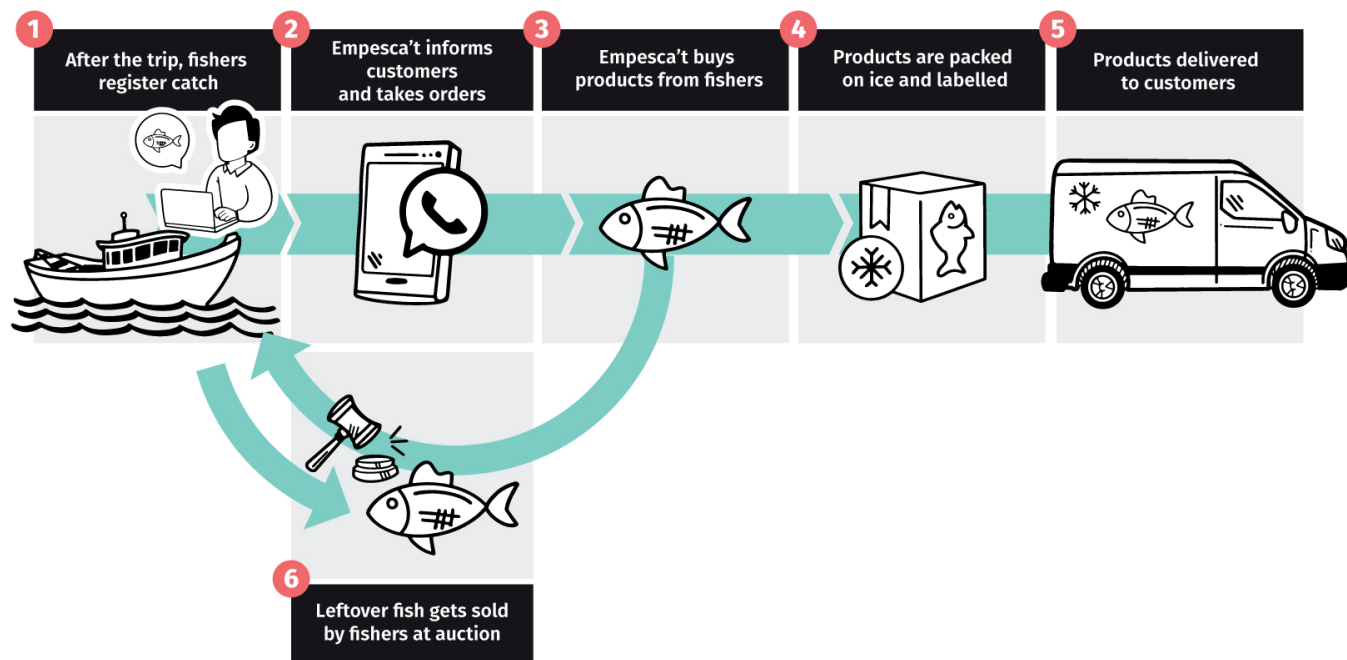 1
After the trip, fishers
register catch
2
Empesca’t informs
customers
and takes orders
3
Empesca’t buys
products from fishers
4
Products are packed
on ice and labelled
5
Products delivered
to customers
6
Leftover fish gets sold
by fishers at auction